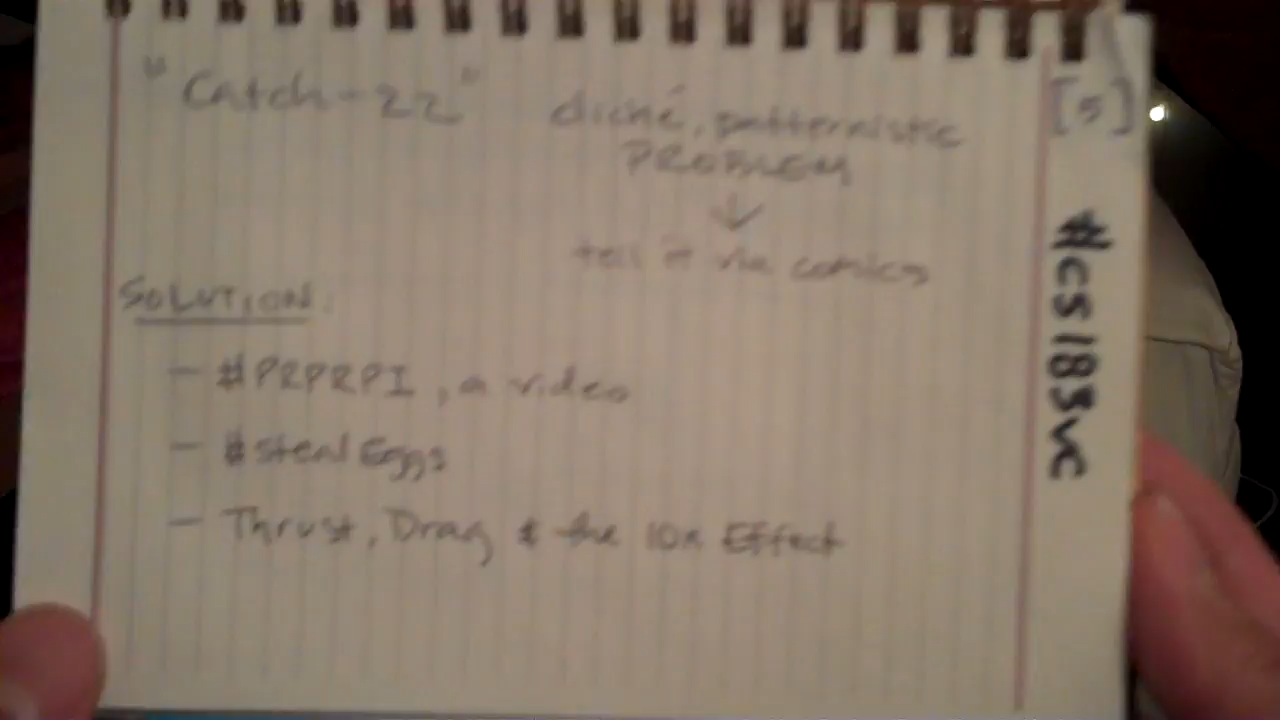 "Catch-22" cliché, patternistic
PROBLEM
↓
tell it via comics
SOLUTION:
- #PRPRPI, a video
- #stealEggs
- Thrust, Drag & the 10x Effect
[5]
#cs183vc